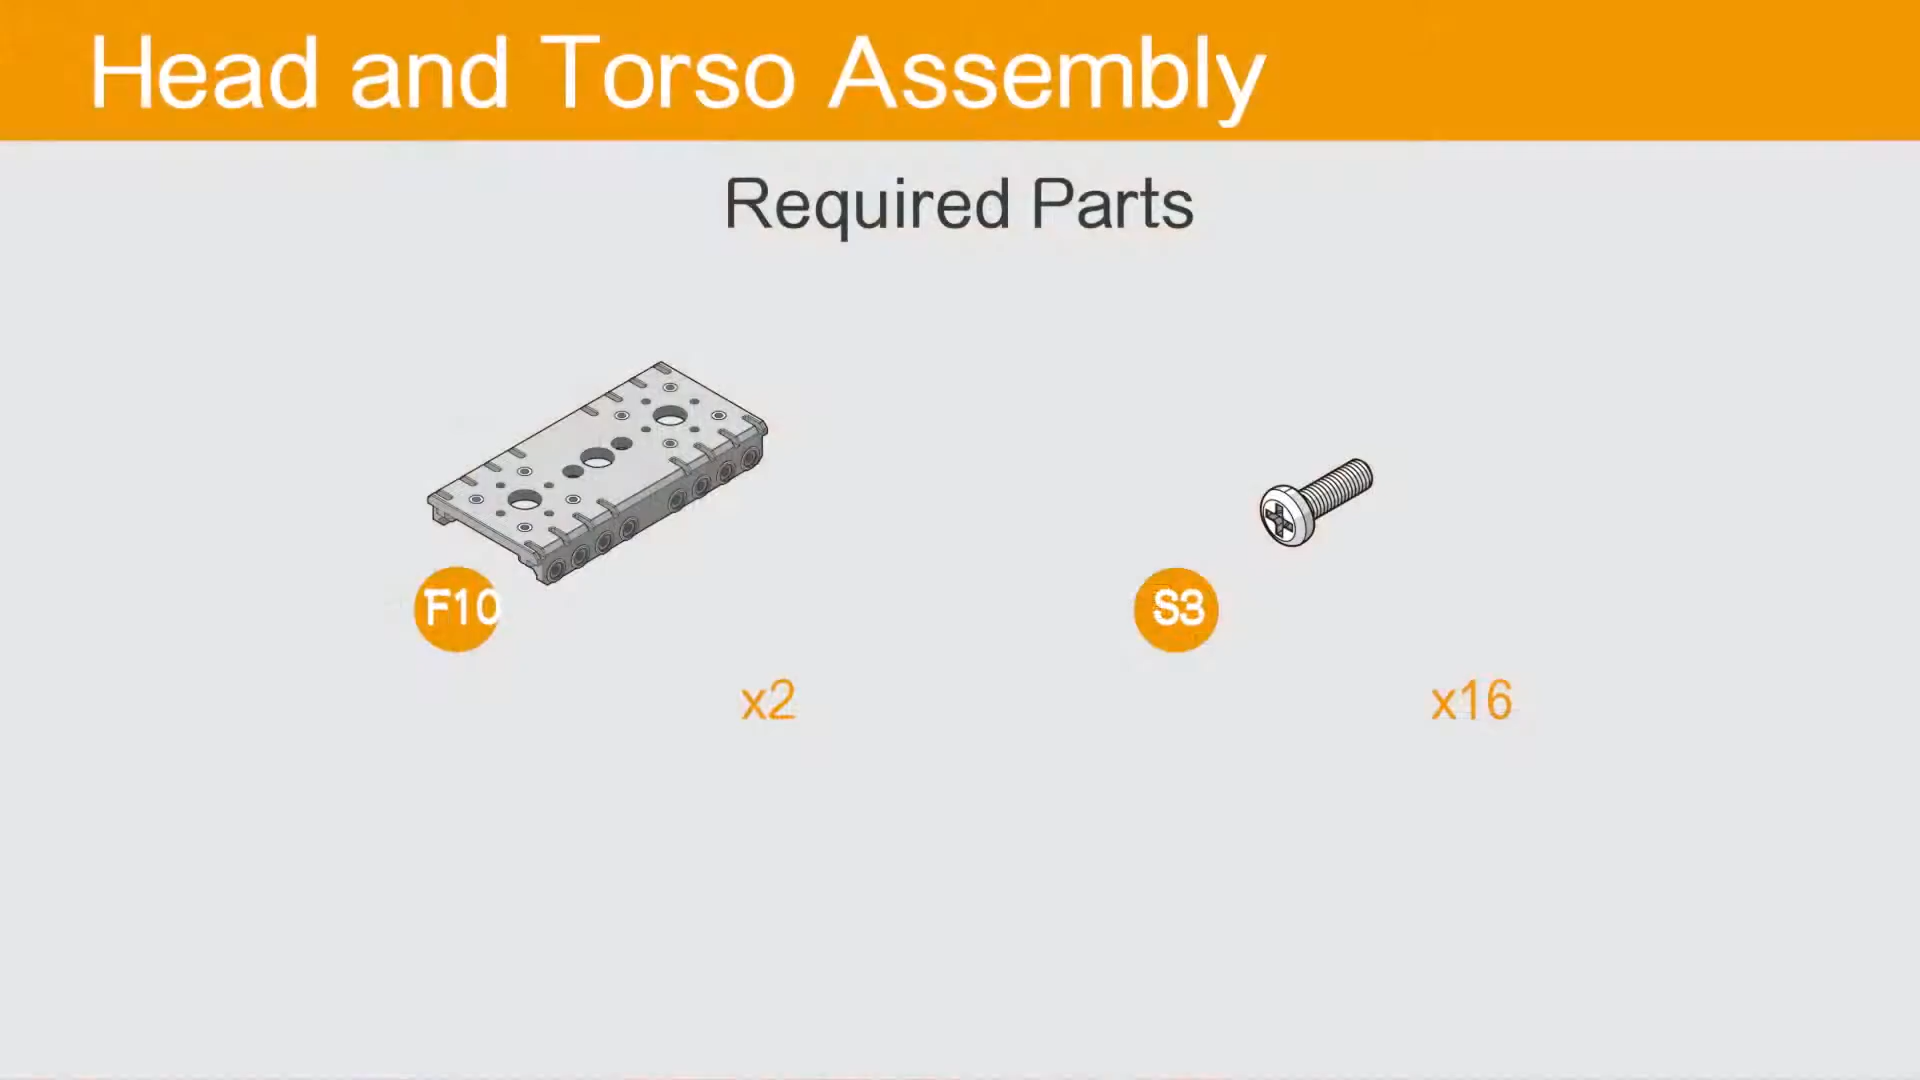 Head and Torso Assembly
Required Parts
F10
S3
x2
x16